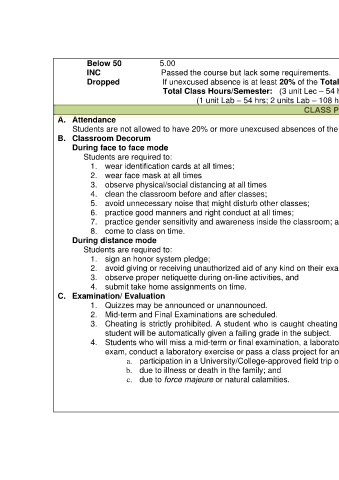 Below 50 5.00
INC Passed the course but lack some requirements.
Dropped If unexcused absence is at least 20% of the Total
Total Class Hours/Semester: (3 unit Lec – 54 h
(1 unit Lab – 54 hrs; 2 units Lab – 108 h
CLASS P
A. Attendance
Students are not allowed to have 20% or more unexcused absences of the
B. Classroom Decorum
During face to face mode
Students are required to:
1. wear identification cards at all times;
2. wear face mask at all times
3 observe physical/social distancing at all times
4. clean the classroom before and after classes;
5. avoid unnecessary noise that might disturb other classes;
6. practice good manners and right conduct at all times;
7. practice gender sensitivity and awareness inside the classroom; a
8. come to class on time.
During distance mode
Students are required to:
1. sign an honor system pledge;
2. avoid giving or receiving unauthorized aid of any kind on their exa
3. observe proper netiquette during on-line activities, and
4. submit take home assignments on time.
C. Examination/ Evaluation
1. Quizzes may be announced or unannounced.
2. Mid-term and Final Examinations are scheduled.
3. Cheating is strictly prohibited. A student who is caught cheating
student will be automatically given a failing grade in the subject.
4. Students who will miss a mid-term or final examination, a laborato
exam, conduct a laboratory exercise or pass a class project for an
a. participation in a University/College-approved field trip o
b. due to illness or death in the family; and
c. due to force majeure or natural calamities.